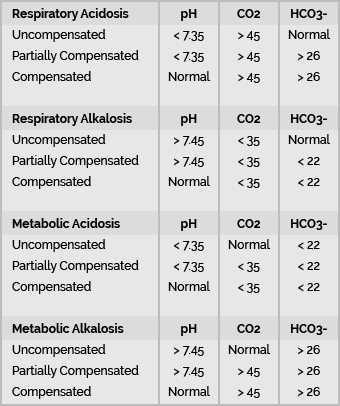 Respiratory Acidosis pH CO2 HCO3-
Uncompensated < 7.35 > 45 Normal
Partially Compensated < 7.35 > 45 > 26
Compensated Normal > 45 > 26
Respiratory Alkalosis pH CO2 HCO3-
Uncompensated > 7.45 < 35 Normal
Partially Compensated > 7.45 < 35 < 22
Compensated Normal < 35 < 22
Metabolic Acidosis pH CO2 HCO3-
Uncompensated < 7.35 Normal < 22
Partially Compensated < 7.35 < 35 < 22
Compensated Normal < 35 < 22
Metabolic Alkalosis pH CO2 HCO3-
Uncompensated > 7.45 Normal > 26
Partially Compensated > 7.45 > 45 > 26
Compensated Normal > 45 > 26